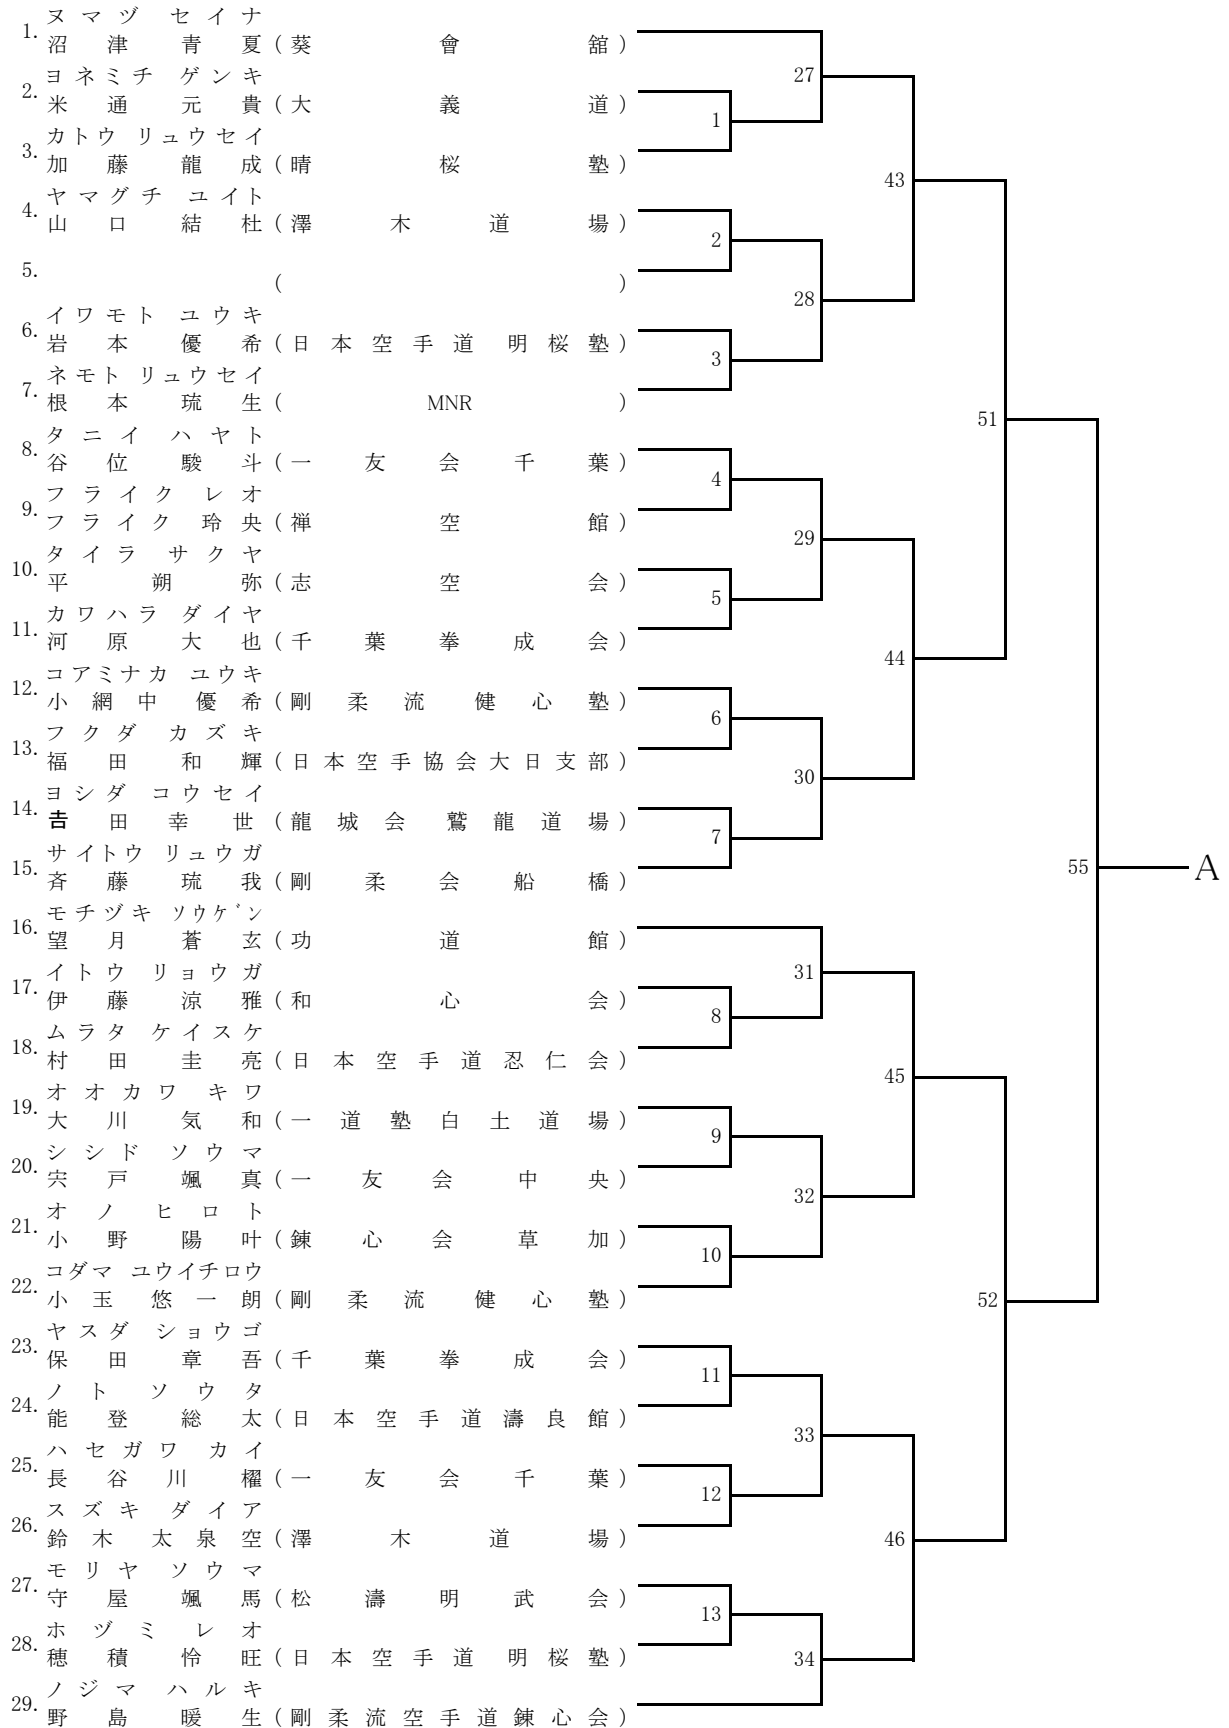 ヌマヅ セイナ
1. 沼津 青夏 (葵會舘)
ヨネミチ ゲンキ
2. 米通 元貴 (大義道)
カトウ リュウセイ
3. 加藤 龍成 (晴桜塾)
ヤマグチ ユイト
4. 山口 結杜 (澤木道場)
5. ( )
イワモト ユウキ
6. 岩本 優希 (日本空手道 明桜塾)
ネモト リュウセイ
7. 根本 琉生 (MNR)
タニイ ハヤト
8. 谷位 駿斗 (一友会千葉)
フライク レオ
9. フライク 玲央 (禅空館)
タイラ サクヤ
10. 平 朔弥 (志空会)
カワハラ ダイヤ
11. 河原 大也 (千葉拳成会)
コアミナカ ユウキ
12. 小網中 優希 (剛柔流 健心塾)
フクダ カズキ
13. 福田 和輝 (日本空手協会大日支部)
ヨシダ コウセイ
14. 𠮷田 幸世 (龍城会 鷲龍道場)
サイトウ リュウガ
15. 斉藤 琉我 (剛柔会船橋)
モチヅキ ソウケ゛ン
16. 望月 蒼玄 (功道館)
イトウ リョウガ
17. 伊藤 涼雅 (和心会)
ムラタ ケイスケ
18. 村田 圭亮 (日本空手道忍仁会)
オオカワ キワ
19. 大川 気和 (一道塾白土道場)
シシド ソウマ
20. 宍戸 颯真 (一友会中央)
オノ ヒロト
21. 小野 陽叶 (錬心会草加)
コダマ ユウイチロウ
22. 小玉 悠一朗 (剛柔流 健心塾)
ヤスダ ショウゴ
23. 保田 章吾 (千葉拳成会)
ノト ソウタ
24. 能登 総太 (日本空手道濤良館)
ハセガワ カイ
25. 長谷川 櫂 (一友会千葉)
スズキ ダイア
26. 鈴木 太泉空 (澤木道場)
モリヤ ソウマ
27. 守屋 颯馬 (松濤明武会)
ホヅミ レオ
28. 穂積 怜旺 (日本空手道 明桜塾)
ノジマ ハルキ
29. 野島 暖生 (剛柔流空手道錬心会)
1
2
3
4
5
6
7
8
9
10
11
12
13
27
28
29
30
31
32
33
34
43
44
45
46
51
52
55
A